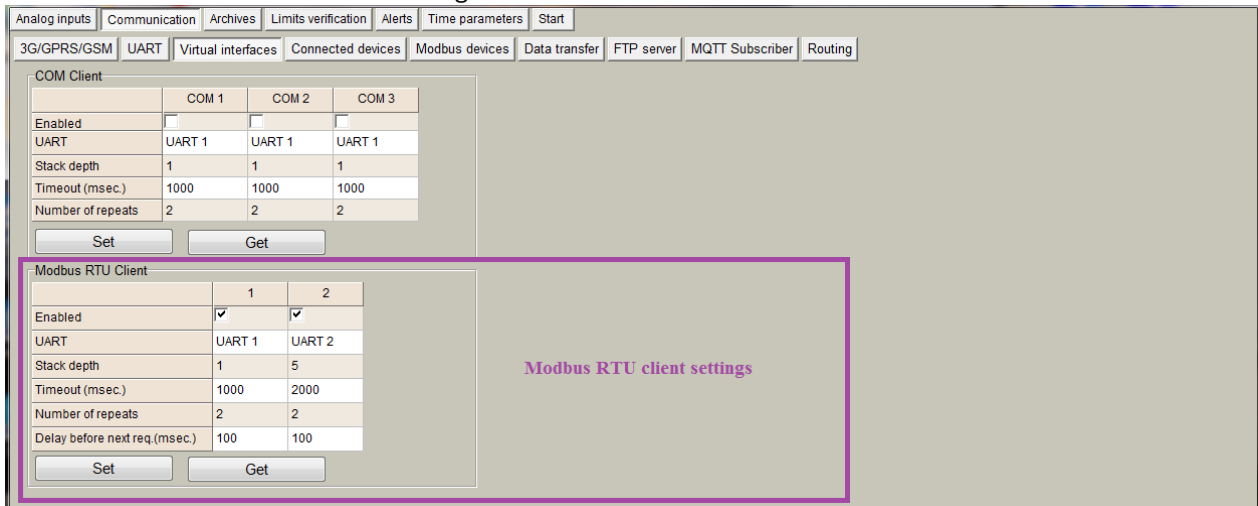 Analog inputs Communication Archives Limits verification Alerts Time parameters Start
3G/GPRS/GSM UART Virtual interfaces Connected devices Modbus devices Data transfer FTP server MQTT Subscriber Routing
COM Client
COM 1 COM 2 COM 3
Enabled
UART UART 1 UART 1 UART 1
Stack depth 1 1 1
Timeout (msec.) 1000 1000 1000
Number of repeats 2 2 2
Set Get
Modbus RTU Client
1 2
Enabled
UART UART 1 UART 2
Stack depth 1 5
Modbus RTU client settings
Timeout (msec.) 1000 2000
Number of repeats 2 2
Delay before next req.(msec.) 100 100
Set Get